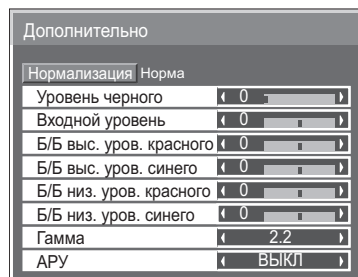 Дополнительно
Нормализация Норма
Уровень черного 0
Входной уровень 0
Б/Б выс. уров. красного 0
Б/Б выс. уров. синего 0
Б/Б низ. уров. красного 0
Б/Б низ. уров. синего 0
Гамма 2.2
АРУ ВЫКЛ